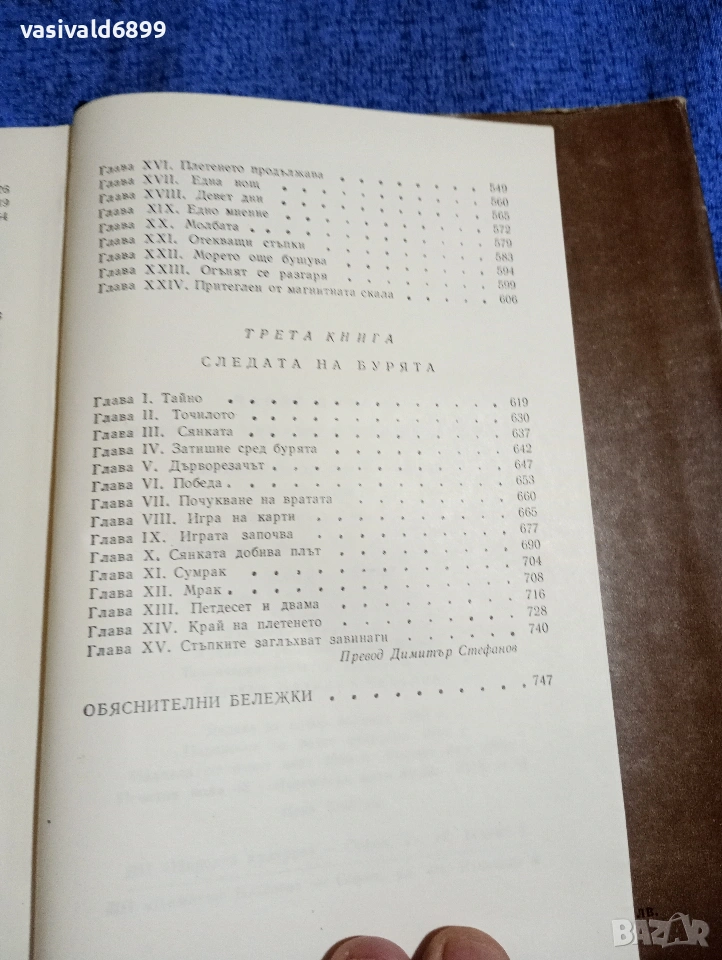 vasivald6899
Глава XVI. Плетенето продължава 549
Глава XVII. Една нощ 560
Глава XVIII. Девет дни 565
Глава XIX. Едно мнение 572
Глава XX. Молбата 579
Глава XXI. Отекващи стъпки 583
Глава XXII. Морето още бушува 594
Глава XXIII. Огънят се разгаря 599
Глава XXIV. Притеглен от магнитната скала 606
ТРЕТА КНИГА
СЛЕДАТА НА БУРЯТА
Глава I. Тайно 619
Глава II. Точилото 630
Глава III. Сянката 637
Глава IV. Затишие сред бурята 642
Глава V. Дърворезачът 647
Глава VI. Победа 653
Глава VII. Почукване на вратата 660
Глава VIII. Игра на карти 665
Глава IX. Играта започва 677
Глава X. Сянката добива плът 690
Глава XI. Сумрак 704
Глава XII. Мрак 708
Глава XIII. Петдесет и двама 716
Глава XIV. Край на плетенето 728
Глава XV. Стъпките заглъхват завинаги 740
Превод Димитър Стефанов
ОБЯСНИТЕЛНИ БЕЛЕЖКИ 747
лв.
BAZAR